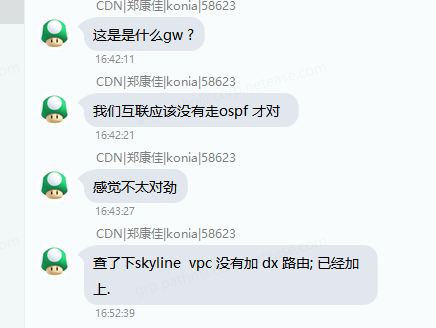 CDN|郑康佳|konia|58623
这是是什么gw ?
16:42:11
CDN|郑康佳|konia|58623
我们互联应该没有走ospf 才对
16:42:21
CDN|郑康佳|konia|58623
感觉不太对劲
16:43:27
CDN|郑康佳|konia|58623
查了下skyline  vpc 没有加 dx 路由; 已经加
上.
16:52:39